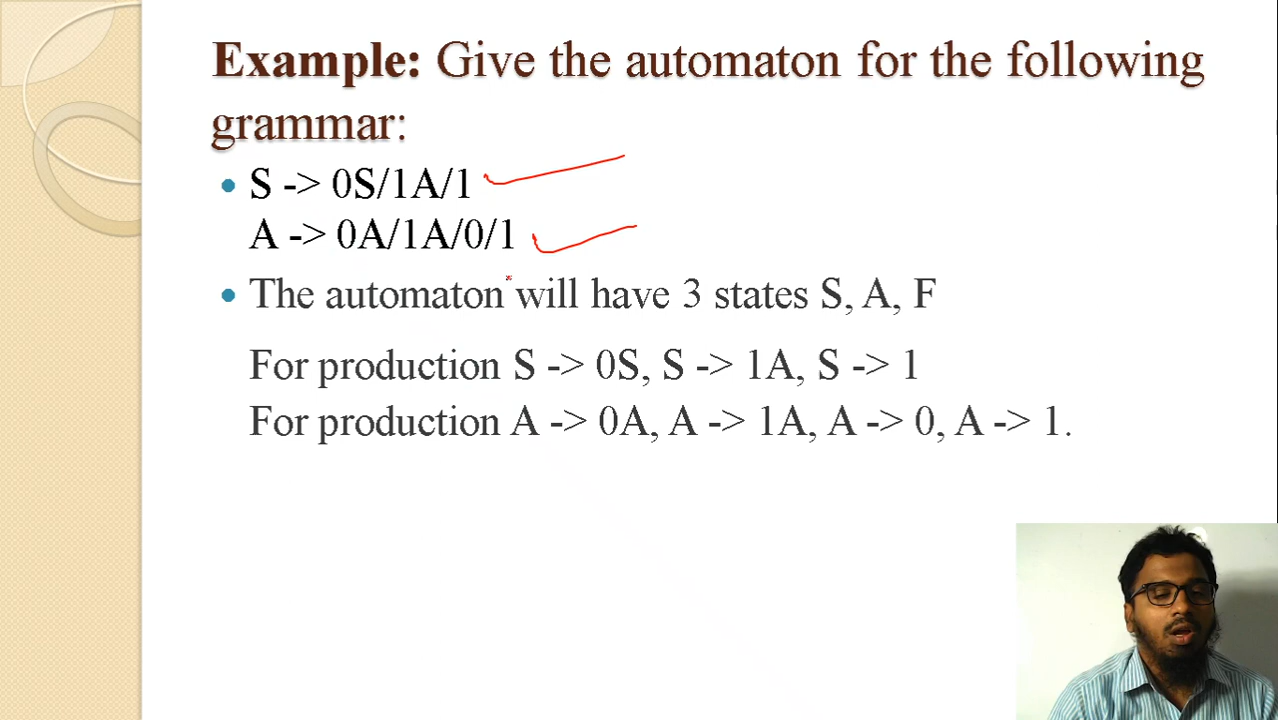 Example: Give the automaton for the following
grammar:
• S -> 0S/1A/1
A -> 0A/1A/0/1
• The automaton will have 3 states S, A, F
For production S -> 0S, S -> 1A, S -> 1
For production A -> 0A, A -> 1A, A -> 0, A -> 1.